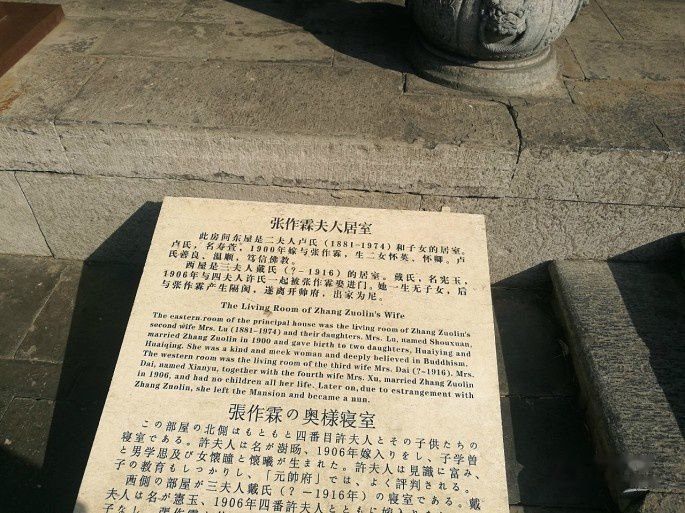 张作霖夫人居室
此房间东屋是二夫人卢氏（1881-1974）和子女的居室。
卢氏，名寿萱，1900年嫁与张作霖，生二女怀英、怀卿。卢
氏善良、温顺，笃信佛教。
西屋是三夫人戴氏（？-1916）的居室。戴氏，名宪玉，
1906年与四夫人许氏一起被张作霖娶进门。她一生无子女，后
与张作霖产生隔阂，遂离开帅府，出家为尼。
The Living Room of Zhang Zuolin's Wife
The eastern room of the principal house was the living room of Zhang Zuolin's
second wife Mrs. Lu (1881-1974) and their daughters. Mrs. Lu, named Shouxuan,
married Zhang Zuolin in 1900 and gave birth to two daughters, Huaiying and
Huaiqing. She was a kind and meek woman and deeply believed in Buddhism.
The western room was the living room of the third wife Mrs. Dai (?-1916). Mrs.
Dai, named Xianyu, together with the fourth wife Mrs. Xu, married Zhang Zuolin
in 1906, and had no children all her life. Later on, due to estrangement with
Zhang Zuolin, she left the Mansion and became a nun.
張作霖の奥様寝室
この部屋の北側はもともと四番目許夫人とその子供たちの
寝室である。許夫人は名が澍旸、1906年嫁入りをし、子学曽
と男学思及び女懐瞳と懐曦が生まれた。許夫人は見識に富み、
子の教育もしっかりし、「元帥府」では、よく評判される。
西側の部屋が三夫人戴氏（？－1916年）の寝室である。戴
夫人は名が憲玉、1906年四番許夫人とともに嫁入り
子なし、張作霖